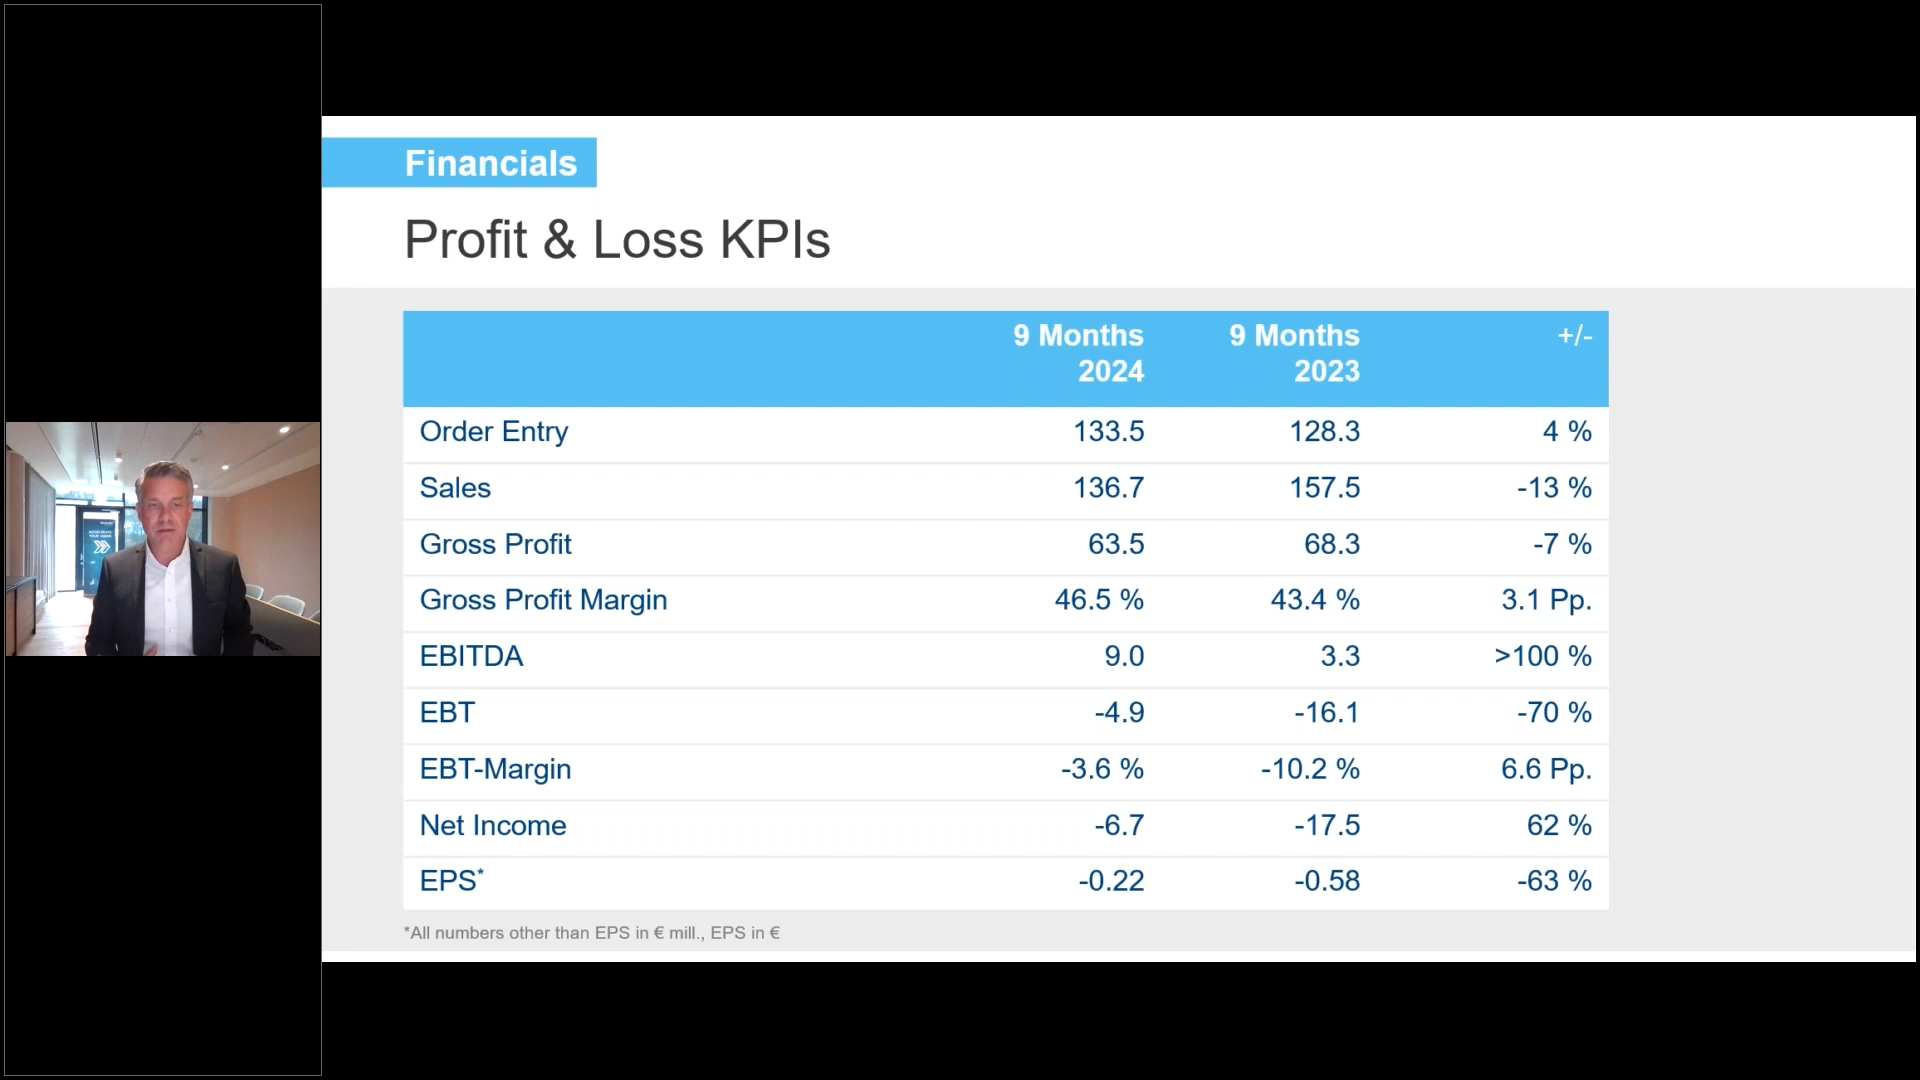 Financials
Profit & Loss KPIs
9 Months 2024 9 Months 2023 +/-
Order Entry 133.5 128.3 4 %
Sales 136.7 157.5 -13 %
Gross Profit 63.5 68.3 -7 %
Gross Profit Margin 46.5 % 43.4 % 3.1 Pp.
EBITDA 9.0 3.3 >100 %
EBT -4.9 -16.1 -70 %
EBT-Margin -3.6 % -10.2 % 6.6 Pp.
Net Income -6.7 -17.5 62 %
EPS* -0.22 -0.58 -63 %
*All numbers other than EPS in € mill., EPS in €